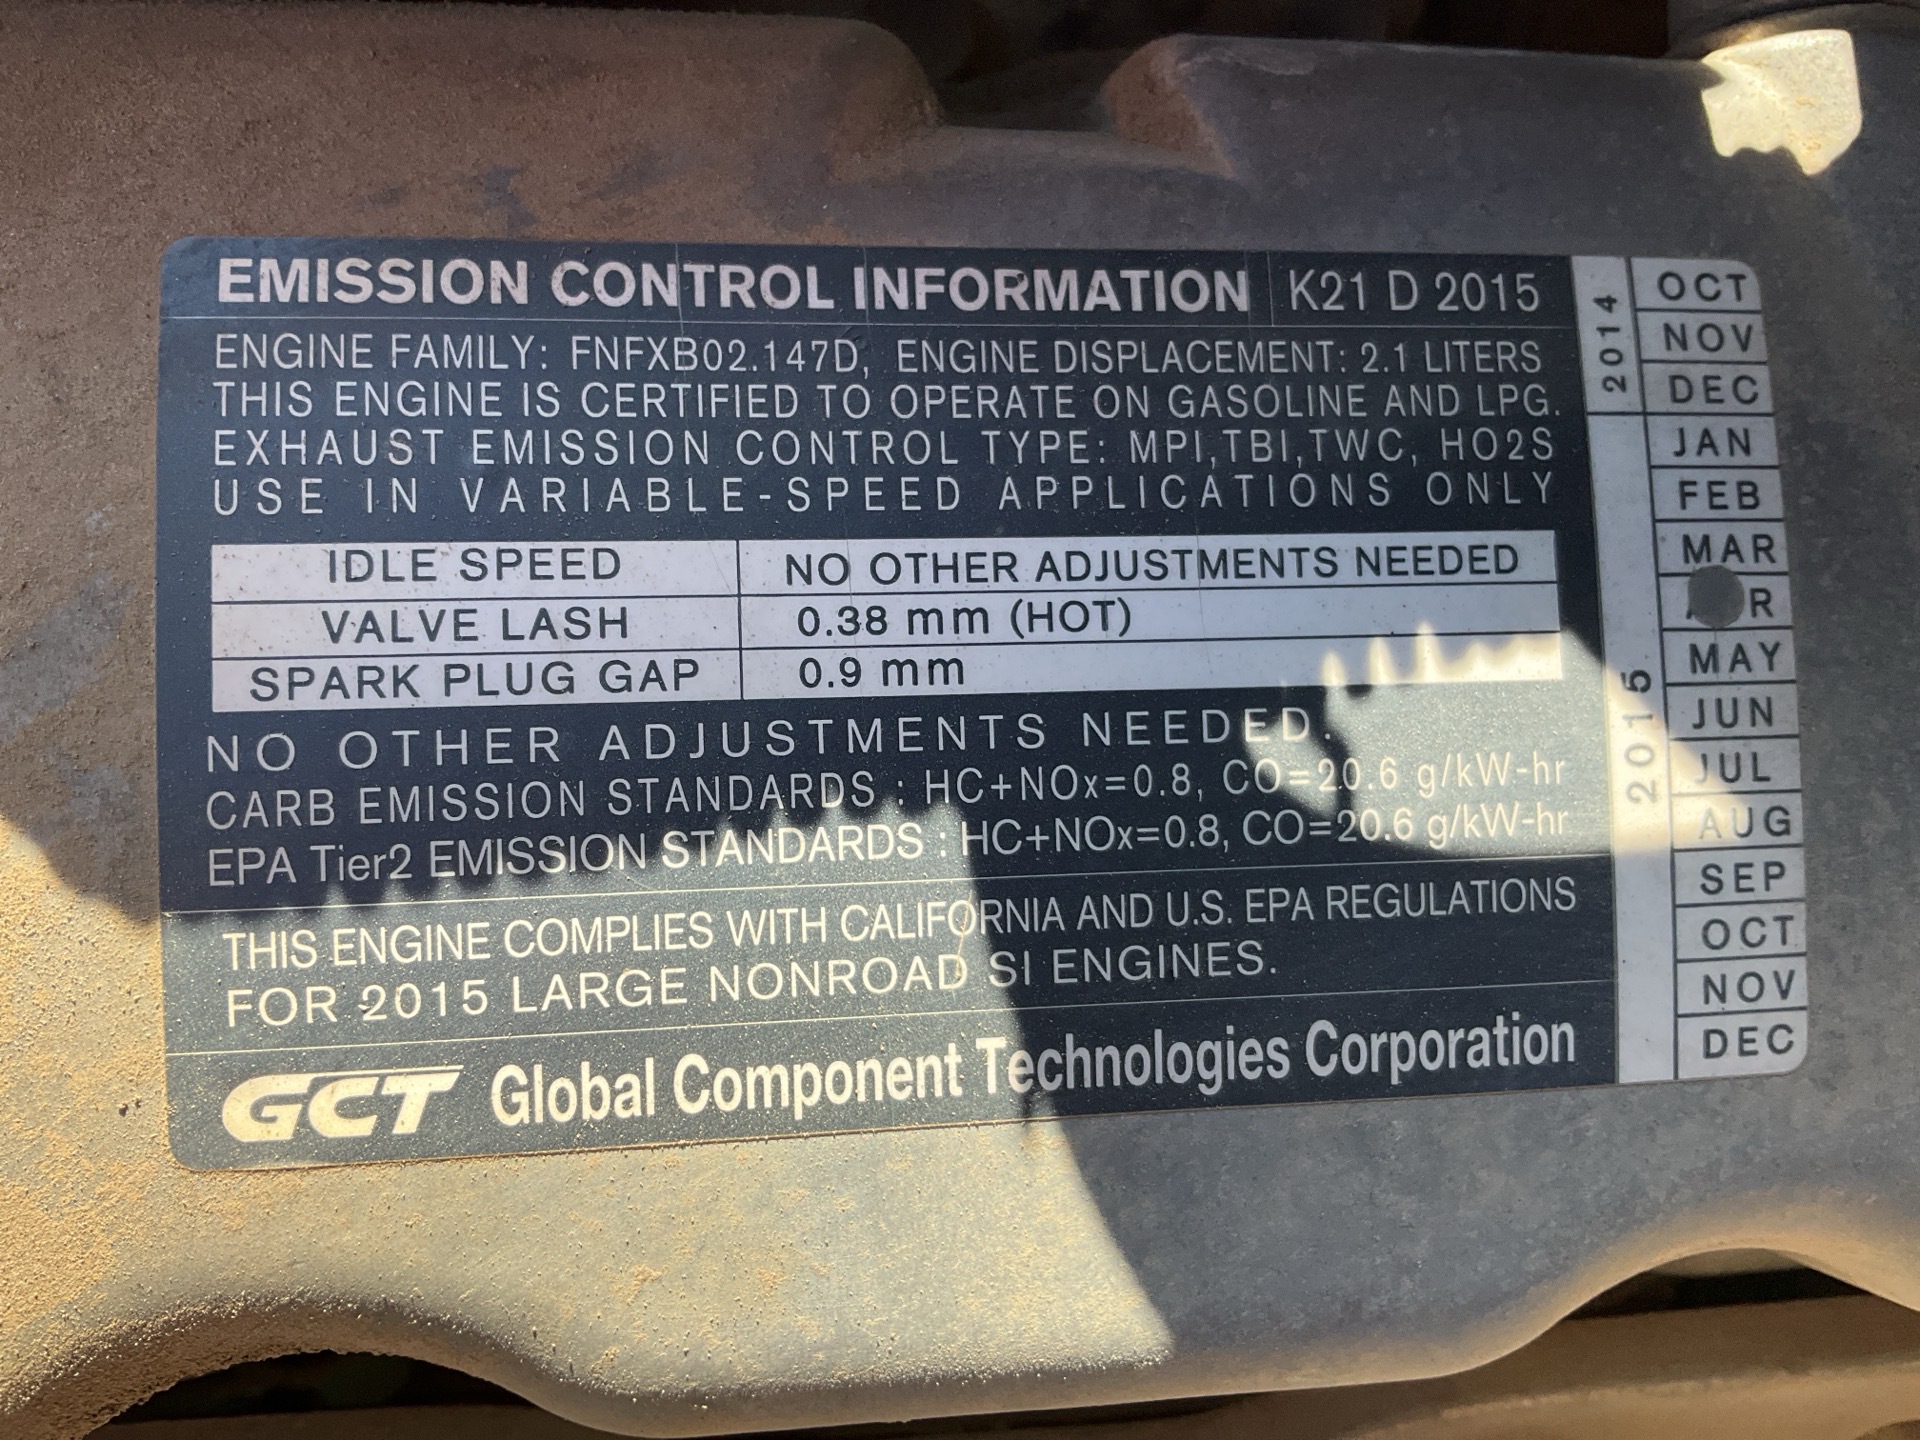 EMISSION CONTROL INFORMATION K21 D 2015
ENGINE FAMILY: FNFXB02.147D, ENGINE DISPLACEMENT: 2.1 LITERS
THIS ENGINE IS CERTIFIED TO OPERATE ON GASOLINE AND LPG.
EXHAUST EMISSION CONTROL TYPE: MPI,TBI,TWC, HO2S
USE IN VARIABLE-SPEED APPLICATIONS ONLY
IDLE SPEED NO OTHER ADJUSTMENTS NEEDED
VALVE LASH 0.38 mm (HOT)
SPARK PLUG GAP 0.9 mm
NO OTHER ADJUSTMENTS NEEDED.
CARB EMISSION STANDARDS : HC+NOx=0.8, CO=20.6 g/kW-hr
EPA Tier2 EMISSION STANDARDS : HC+NOx=0.8, CO=20.6 g/kW-hr
THIS ENGINE COMPLIES WITH CALIFORNIA AND U.S. EPA REGULATIONS
FOR 2015 LARGE NONROAD SI ENGINES.
GCT Global Component Technologies Corporation
2014
OCT
NOV
DEC
2015
JAN
FEB
MAR
MAY
JUN
JUL
AUG
SEP
OCT
NOV
DEC